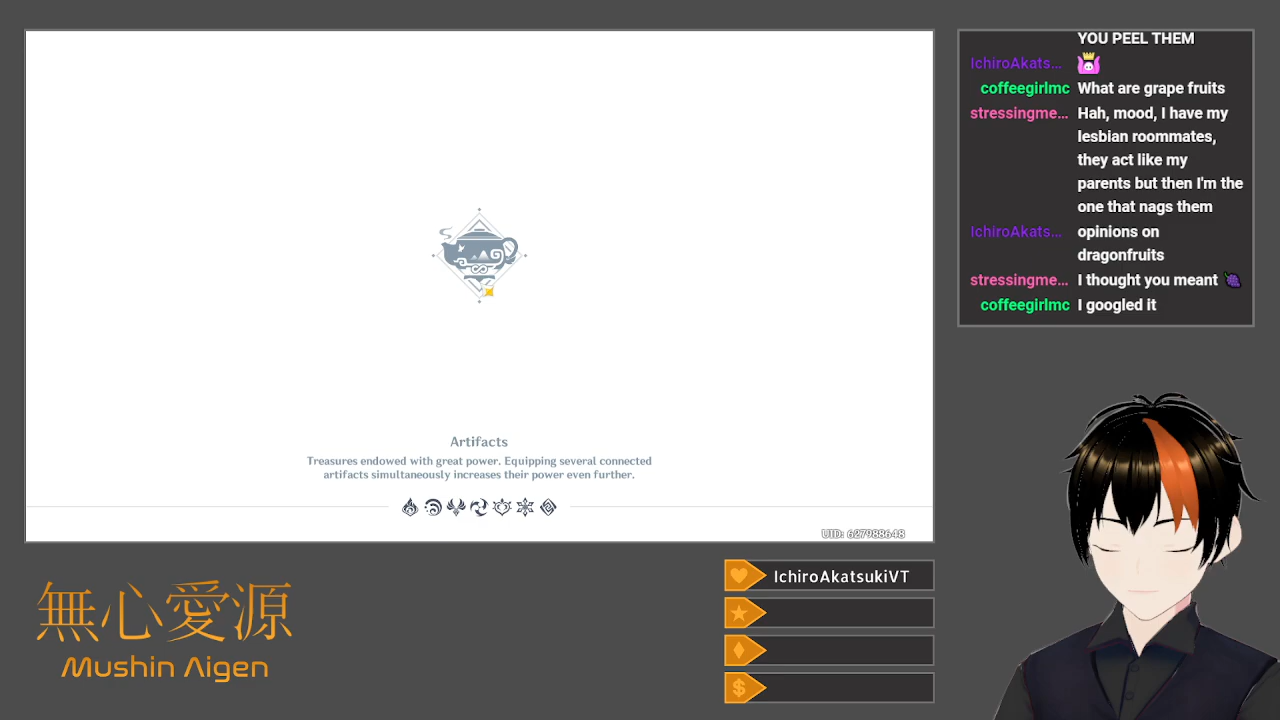 YOU PEEL THEM
IchiroAkats...
coffeegirlmc What are grape fruits
stressingme... Hah, mood, I have my
lesbian roommates,
they act like my
parents but then I'm the
one that nags them
IchiroAkats... opinions on
dragonfruits
stressingme... I thought you meant 🍇
coffeegirlmc I googled it
Artifacts
Treasures endowed with great power. Equipping several connected
artifacts simultaneously increases their power even further.
UID: 627988648
無心愛源
Mushin Aigen
IchiroAkatsukiVT